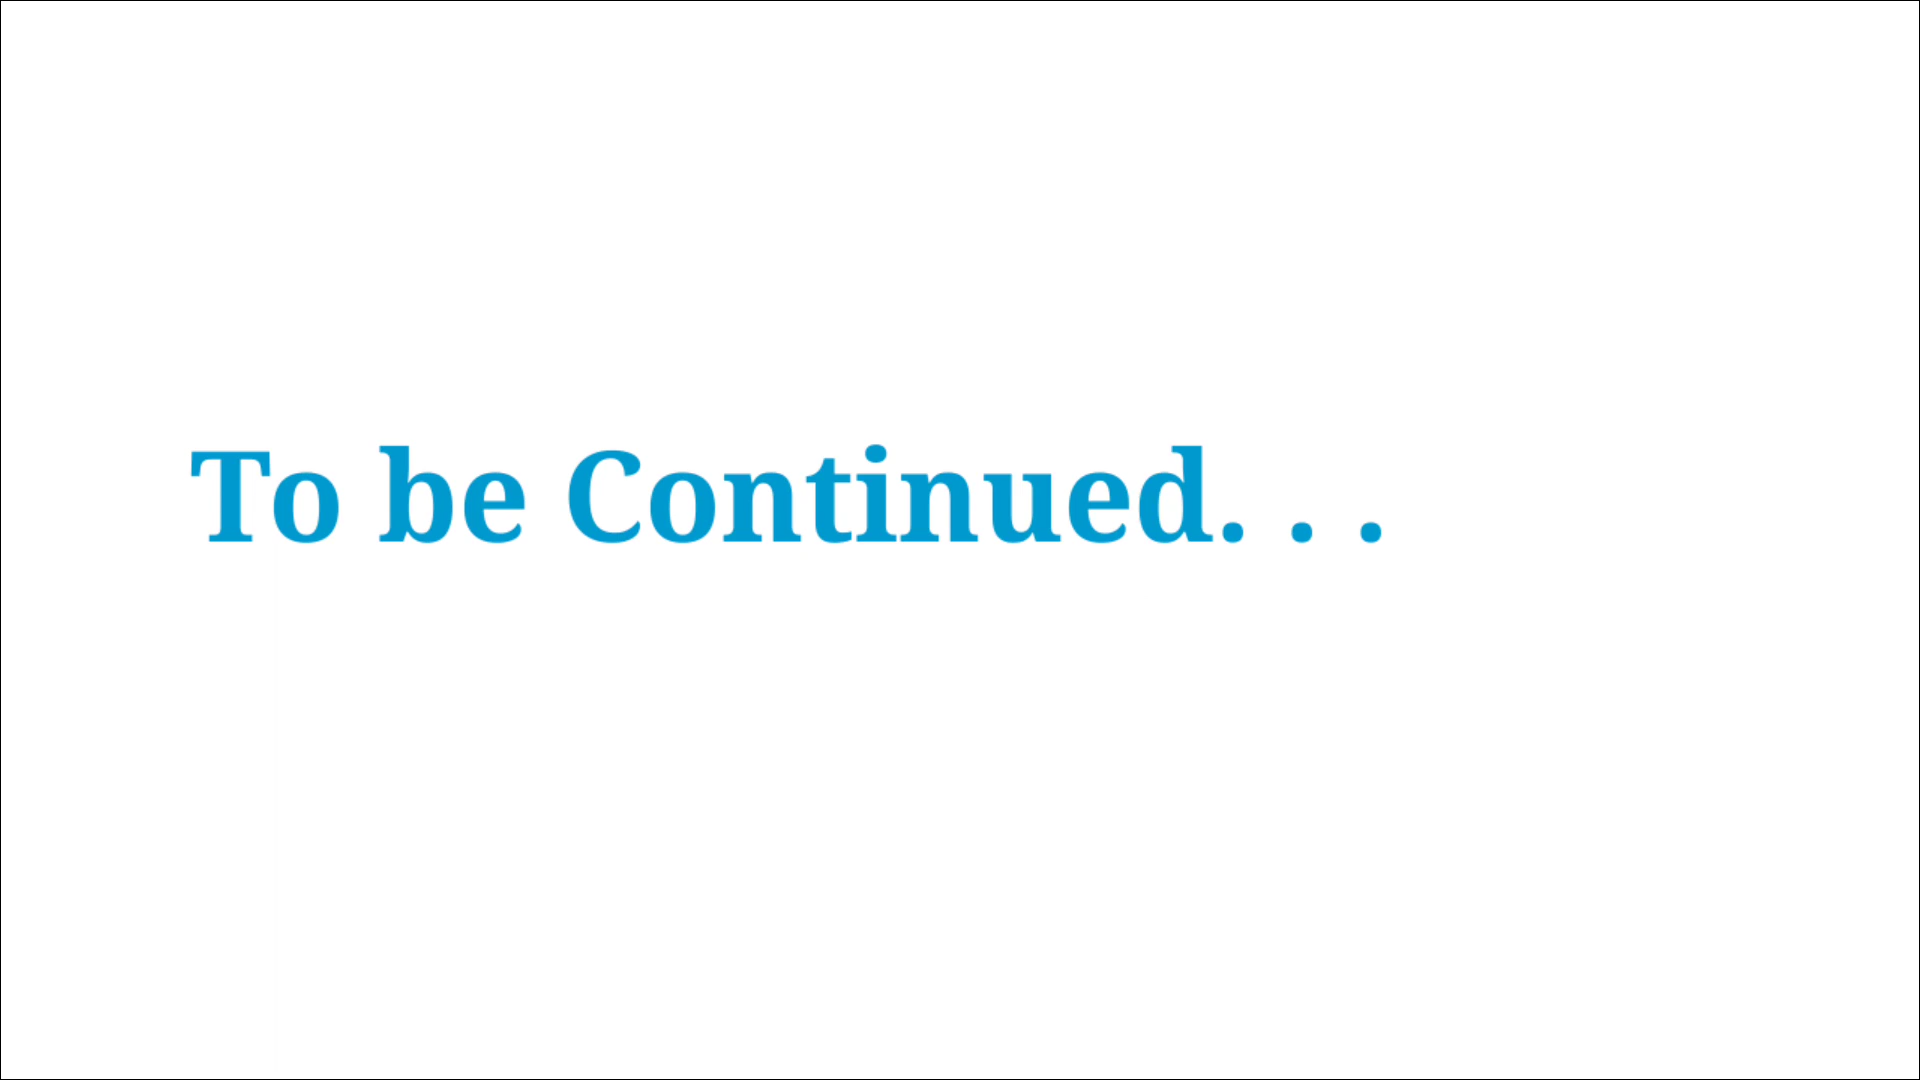 To be Continued. . .